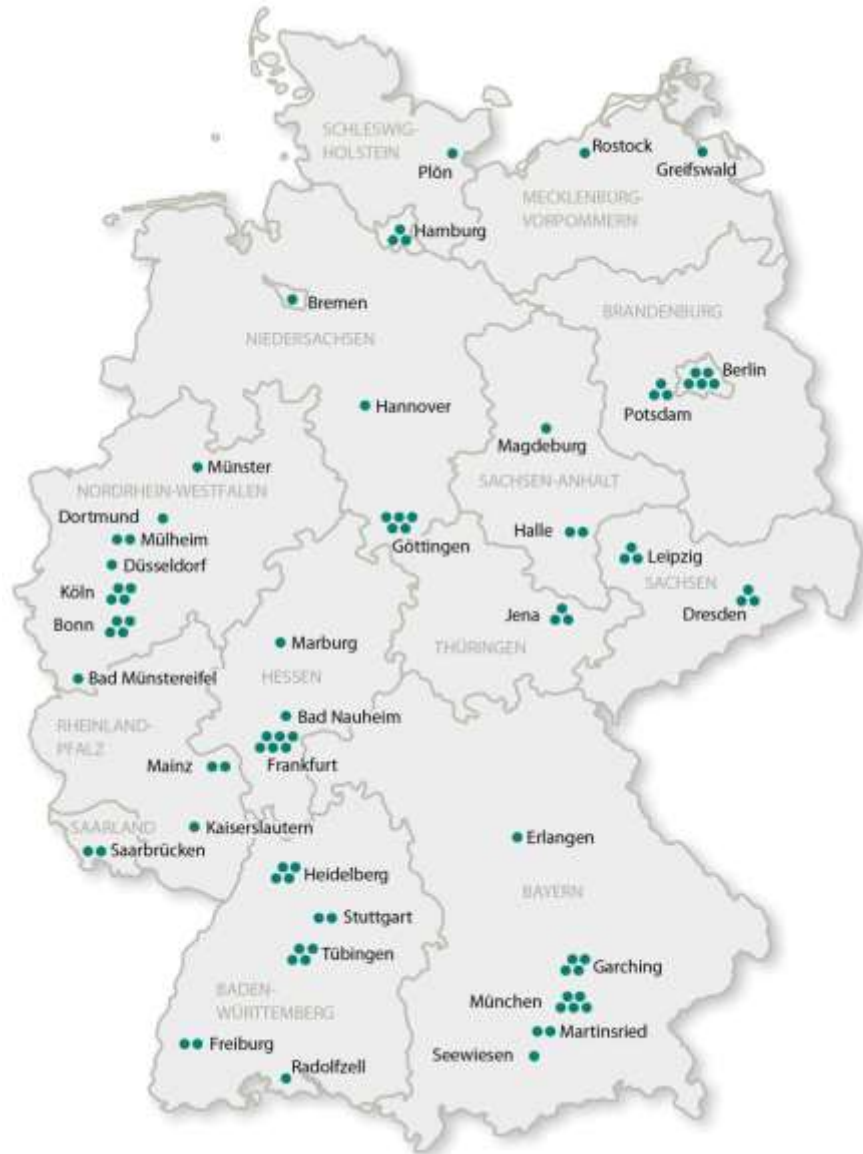 SCHLESWIG-
HOLSTEIN
Plön
Rostock
Greifswald
MECKLENBURG-
VORPOMMERN
Hamburg
Bremen
NIEDERSACHSEN
BRANDENBURG
Berlin
Potsdam
Hannover
Magdeburg
SACHSEN-ANHALT
Münster
NORDRHEIN-WESTFALEN
Dortmund
Mülheim
Düsseldorf
Köln
Bonn
Bad Münstereifel
Göttingen
Halle
Leipzig
SACHSEN
Dresden
Jena
THÜRINGEN
Marburg
HESSEN
Bad Nauheim
Frankfurt
RHEINLAND-
PFALZ
Mainz
SAARLAND
Kaiserslautern
Saarbrücken
Erlangen
BAYERN
Heidelberg
Stuttgart
Tübingen
BADEN-
WÜRTTEMBERG
Freiburg
Radolfzell
Garching
München
Martinsried
Seewiesen